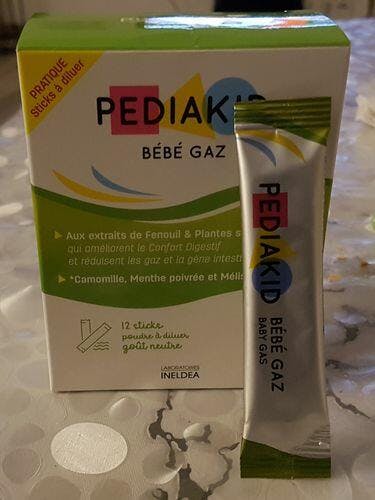 PRATIQUE
Sticks à diluer
PEDIAKID
BÉBÉ GAZ
Aux extraits de Fenouil & Plantes
qui améliorent le Confort Digestif
et réduisent les gaz et la gêne
*Camomille, Menthe poivrée et
12 sticks
poudre à diluer
goût neutre
LABORATOIRES
INELDEA
PEDIAKID
BÉBÉ GAZ
BABY GAS